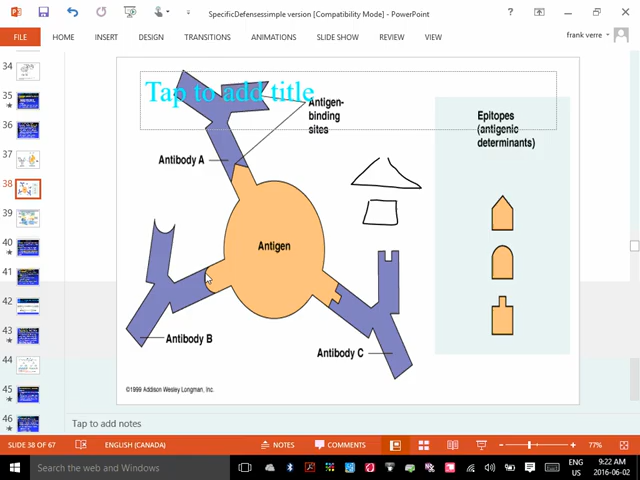 SpecificDefensessimple version [Compatibility Mode] - PowerPoint
FILE HOME INSERT DESIGN TRANSITIONS ANIMATIONS SLIDE SHOW REVIEW VIEW frank verre
34
35
36
37
38
39
40
41
42
43
44
45
46
Tap to add title
Antigen-
binding
sites
Antibody A
Antigen
Antibody B
Antibody C
Epitopes
(antigenic
determinants)
©1999 Addison Wesley Longman, Inc.
Tap to add notes
SLIDE 38 OF 67 ENGLISH (CANADA) NOTES COMMENTS 77%
Search the web and Windows
ENG
US
9:22 AM
2016-06-02